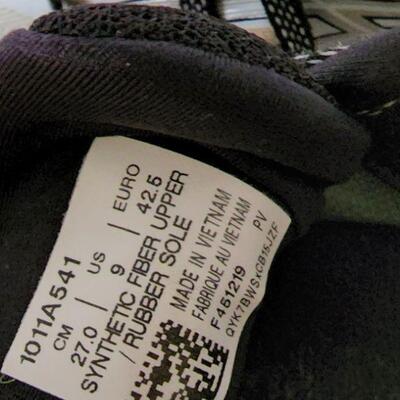 1011A541
CM | US | EURO
27.0 | 9 | 42.5
SYNTHETIC FIBER UPPER
/ RUBBER SOLE
MADE IN VIETNAM
FABRIQUE AU VIETNAM
F451219 PV
QYK7BWSxCB15JZF